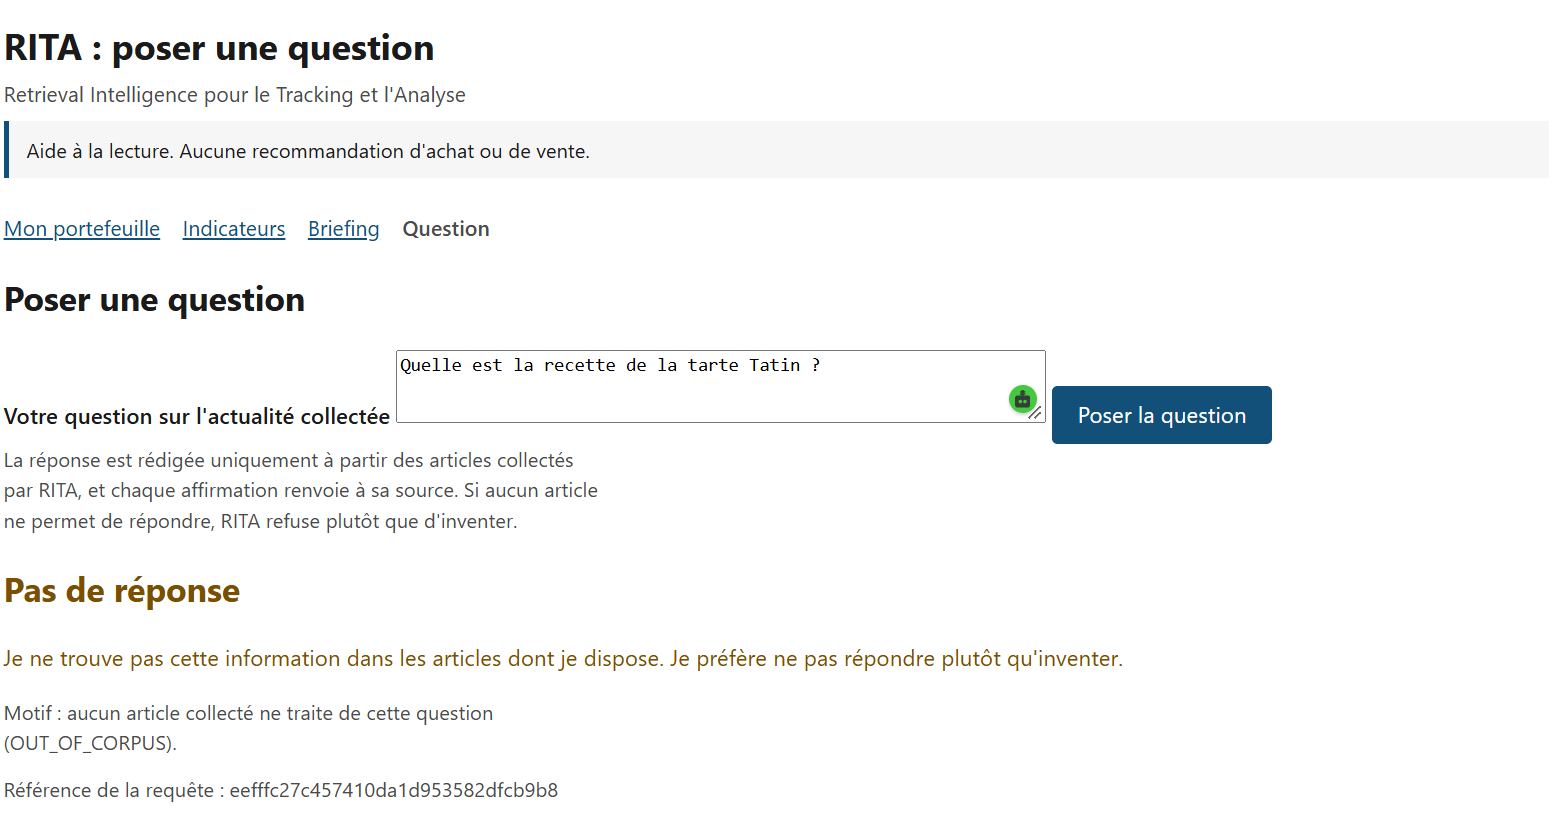 RITA : poser une question
Retrieval Intelligence pour le Tracking et l'Analyse
Aide à la lecture. Aucune recommandation d'achat ou de vente.
Mon portefeuille Indicateurs Briefing Question
Poser une question
Quelle est la recette de la tarte Tatin ?
Votre question sur l'actualité collectée
Poser la question
La réponse est rédigée uniquement à partir des articles collectés
par RITA, et chaque affirmation renvoie à sa source. Si aucun article
ne permet de répondre, RITA refuse plutôt que d'inventer.
Pas de réponse
Je ne trouve pas cette information dans les articles dont je dispose. Je préfère ne pas répondre plutôt qu'inventer.
Motif : aucun article collecté ne traite de cette question
(OUT_OF_CORPUS).
Référence de la requête : eefffc27c457410da1d953582dfcb9b8